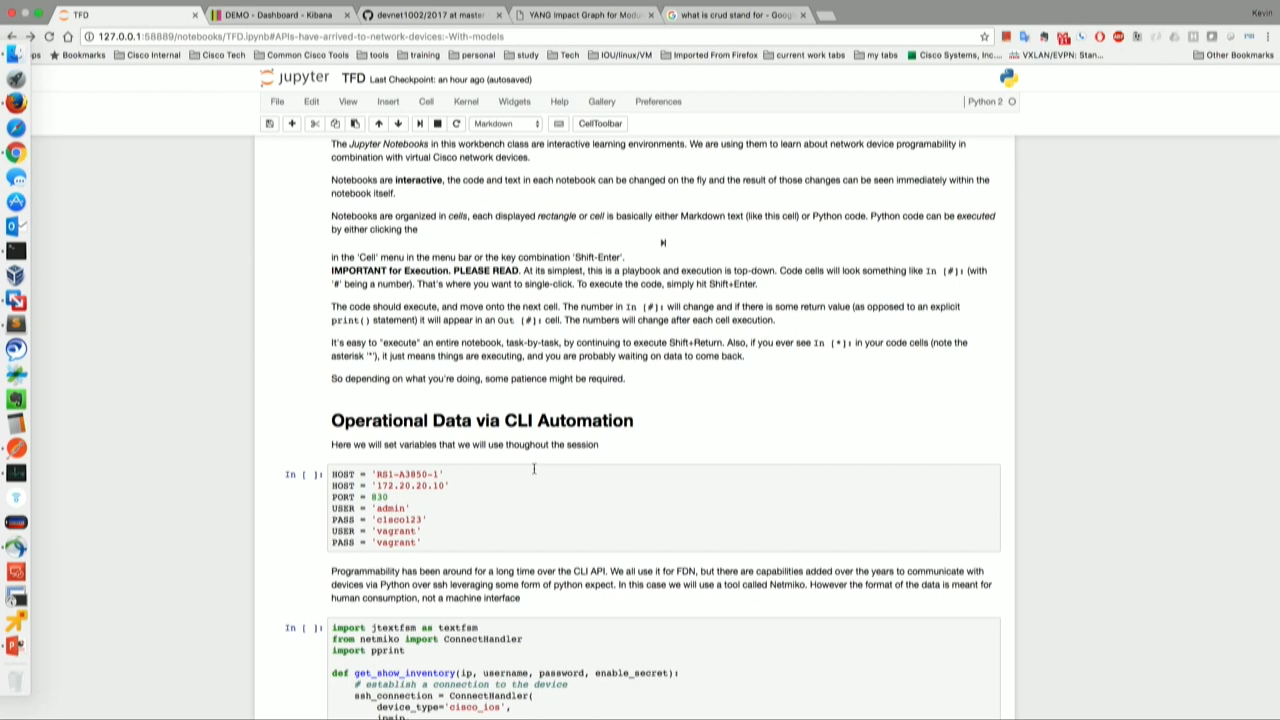 TFD
DEMO - Dashboard - Kibana
devnet1002/2017 at master
YANG Impact Graph for Modu
what is crud stand for - Goog
Kevin
127.0.0.1:58889/notebooks/TFD.ipynb#APIs-have-arrived-to-network-devices:-With-models
ps Bookmarks Cisco Internal Cisco Tech Common Cisco Tools tools training personal study Tech IOU/linux/VM Imported From Firefox current work tabs my tabs Cisco Systems, Inc... VXLAN/EVPN: Stan... Other Bookmarks
jupyter TFD Last Checkpoint: an hour ago (autosaved)
File Edit View Insert Cell Kernel Widgets Help Gallery Preferences Python 2
Markdown CellToolbar
The Jupyter Notebooks in this workbench class are interactive learning environments. We are using them to learn about network device programability in
combination with virtual Cisco network devices.
Notebooks are interactive, the code and text in each notebook can be changed on the fly and the result of those changes can be seen immediately within the
notebook itself.
Notebooks are organized in cells, each displayed rectangle or cell is basically either Markdown text (like this cell) or Python code. Python code can be executed
by either clicking the
in the 'Cell' menu in the menu bar or the key combination 'Shift-Enter'.
IMPORTANT for Execution. PLEASE READ. At its simplest, this is a playbook and execution is top-down. Code cells will look something like In [#]: (with
'#' being a number). That's where you want to single-click. To execute the code, simply hit Shift+Enter.
The code should execute, and move onto the next cell. The number in In [#]: will change and if there is some return value (as opposed to an explicit
print() statement) it will appear in an Out [#]: cell. The numbers will change after each cell execution.
It's easy to "execute" an entire notebook, task-by-task, by continuing to execute Shift+Return. Also, if you ever see In [*]: in your code cells (note the
asterisk '*'), it just means things are executing, and you are probably waiting on data to come back.
So depending on what you're doing, some patience might be required.
Operational Data via CLI Automation
Here we will set variables that we will use thoughout the session
In [ ]: HOST = 'RS1-A3850-1'
HOST = '172.20.20.10'
PORT = 830
USER = 'admin'
PASS = 'cisco123'
USER = 'vagrant'
PASS = 'vagrant'
Programmability has been around for a long time over the CLI API. We all use it for FDN, but there are capabilities added over the years to communicate with
devices via Python over ssh leveraging some form of python expect. In this case we will use a tool called Netmiko. However the format of the data is meant for
human consumption, not a machine interface
In [ ]: import jtextfsm as textfsm
from netmiko import ConnectHandler
import pprint
def get_show_inventory(ip, username, password, enable_secret):
# establish a connection to the device
ssh_connection = ConnectHandler(
device_type='cisco_ios',
ip=ip,